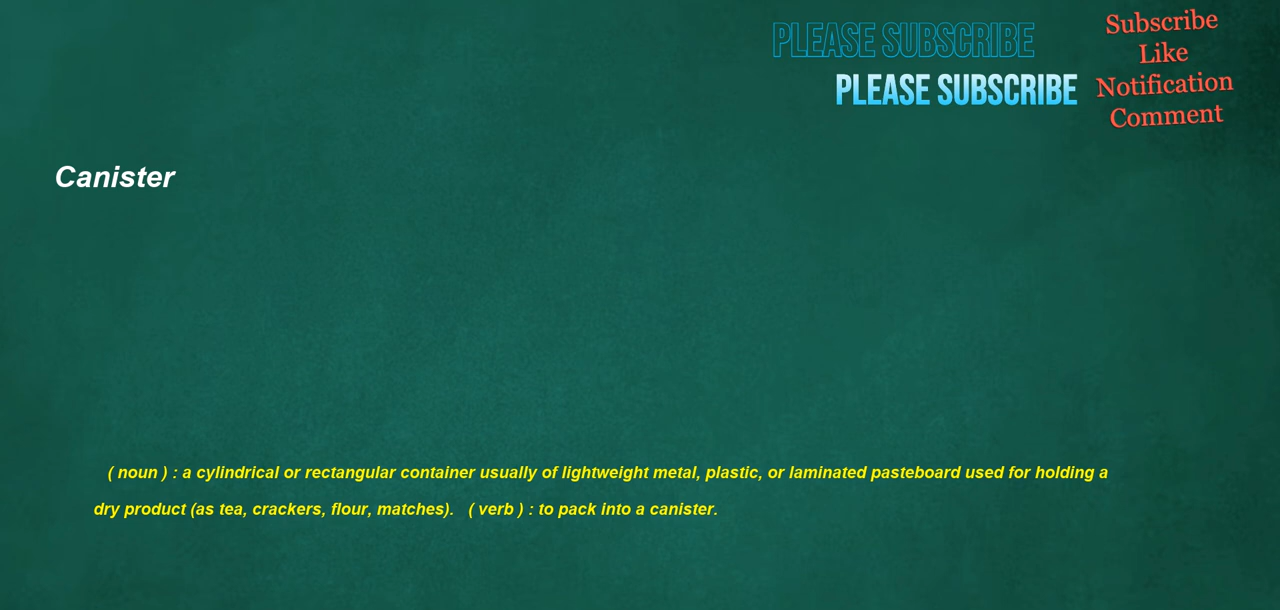 PLEASE SUBSCRIBE
PLEASE SUBSCRIBE
Subscribe
Like
Notification
Comment
Canister
( noun ) : a cylindrical or rectangular container usually of lightweight metal, plastic, or laminated pasteboard used for holding a
dry product (as tea, crackers, flour, matches).   ( verb ) : to pack into a canister.